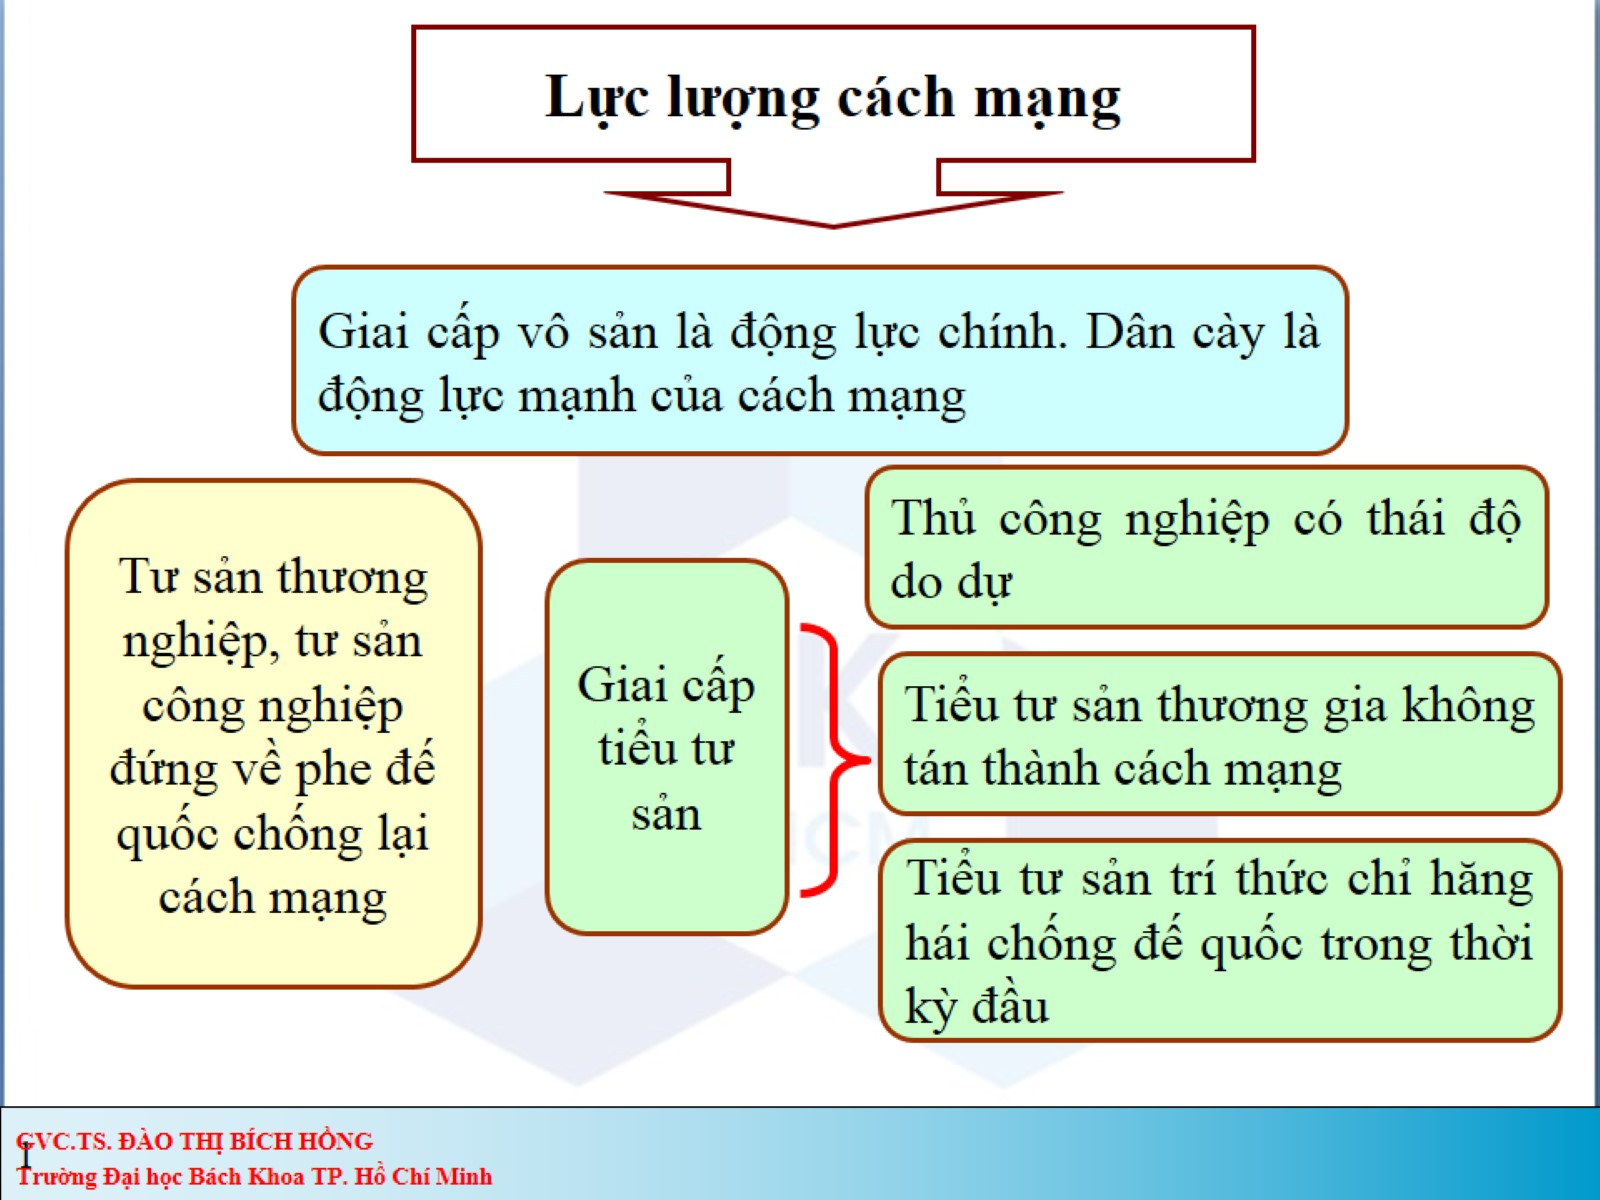 Lực lượng cách mạng
Giai cấp vô sản là động lực chính. Dân cày là
động lực mạnh của cách mạng
Tư sản thương
nghiệp, tư sản
công nghiệp
đứng về phe đế
quốc chống lại
cách mạng
Giai cấp
tiểu tư
sản
Thủ công nghiệp có thái độ
do dự
Tiểu tư sản thương gia không
tán thành cách mạng
Tiểu tư sản trí thức chỉ hăng
hái chống đế quốc trong thời
kỳ đầu
GVC.TS. ĐÀO THỊ BÍCH HỒNG
1
Trường Đại học Bách Khoa TP. Hồ Chí Minh